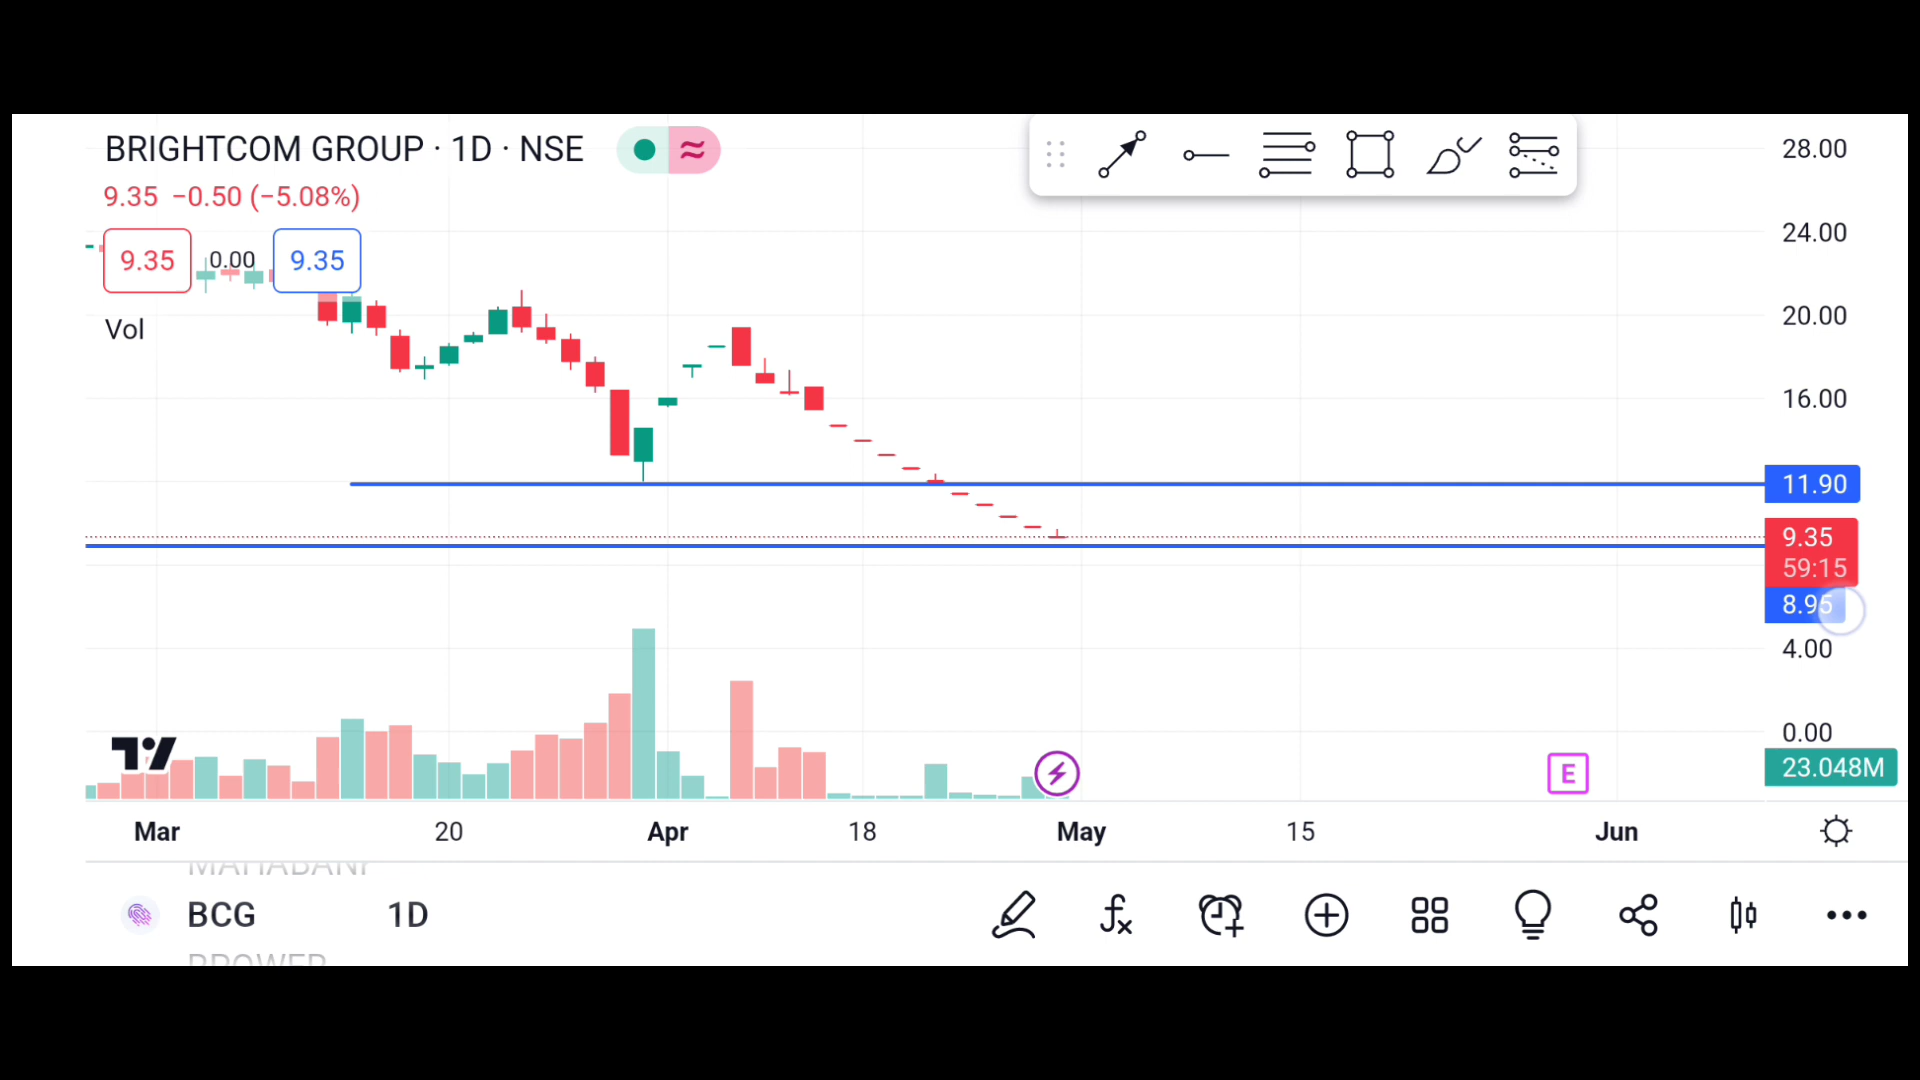 BRIGHTCOM GROUP · 1D · NSE
9.35 −0.50 (−5.08%)
9.35 0.00 9.35
Vol
28.00
24.00
20.00
16.00
11.90
9.35
59:15
8.95
4.00
0.00
23.048M
E
Mar 20 Apr 18 May 15 Jun
BCG 1D